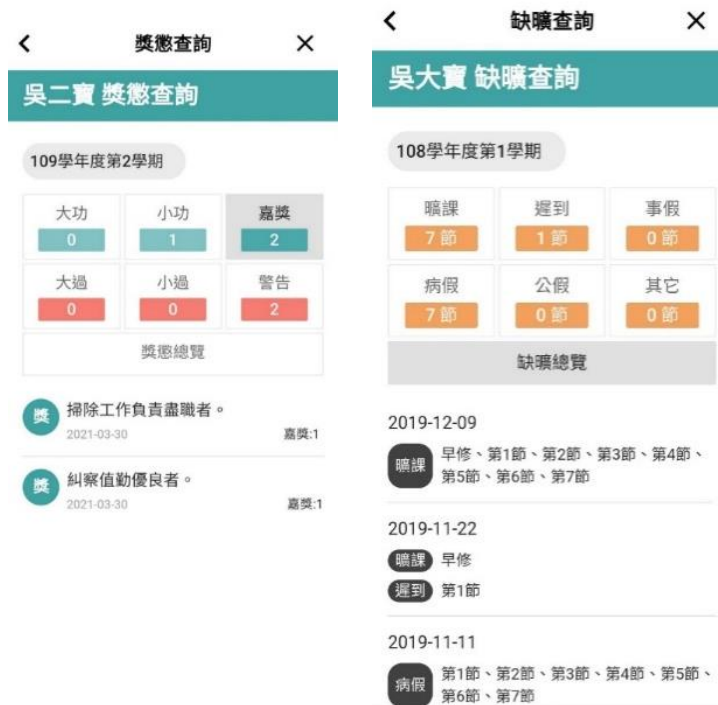 獎懲查詢
吳二寶 獎懲查詢
109學年度第2學期
大功 小功 嘉獎
0 1 2
大過 小過 警告
0 0 2
獎懲總覽
獎 掃除工作負責盡職者。
2021-03-30 嘉獎:1
獎 糾察值勤優良者。
2021-03-30 嘉獎:1
缺曠查詢
吳大寶 缺曠查詢
108學年度第1學期
曠課 遲到 事假
7 節 1 節 0 節
病假 公假 其它
7 節 0 節 0 節
缺曠總覽
2019-12-09
曠課 早修、第1節、第2節、第3節、第4節、
第5節、第6節、第7節
2019-11-22
曠課 早修
遲到 第1節
2019-11-11
病假 第1節、第2節、第3節、第4節、第5節、
第6節、第7節